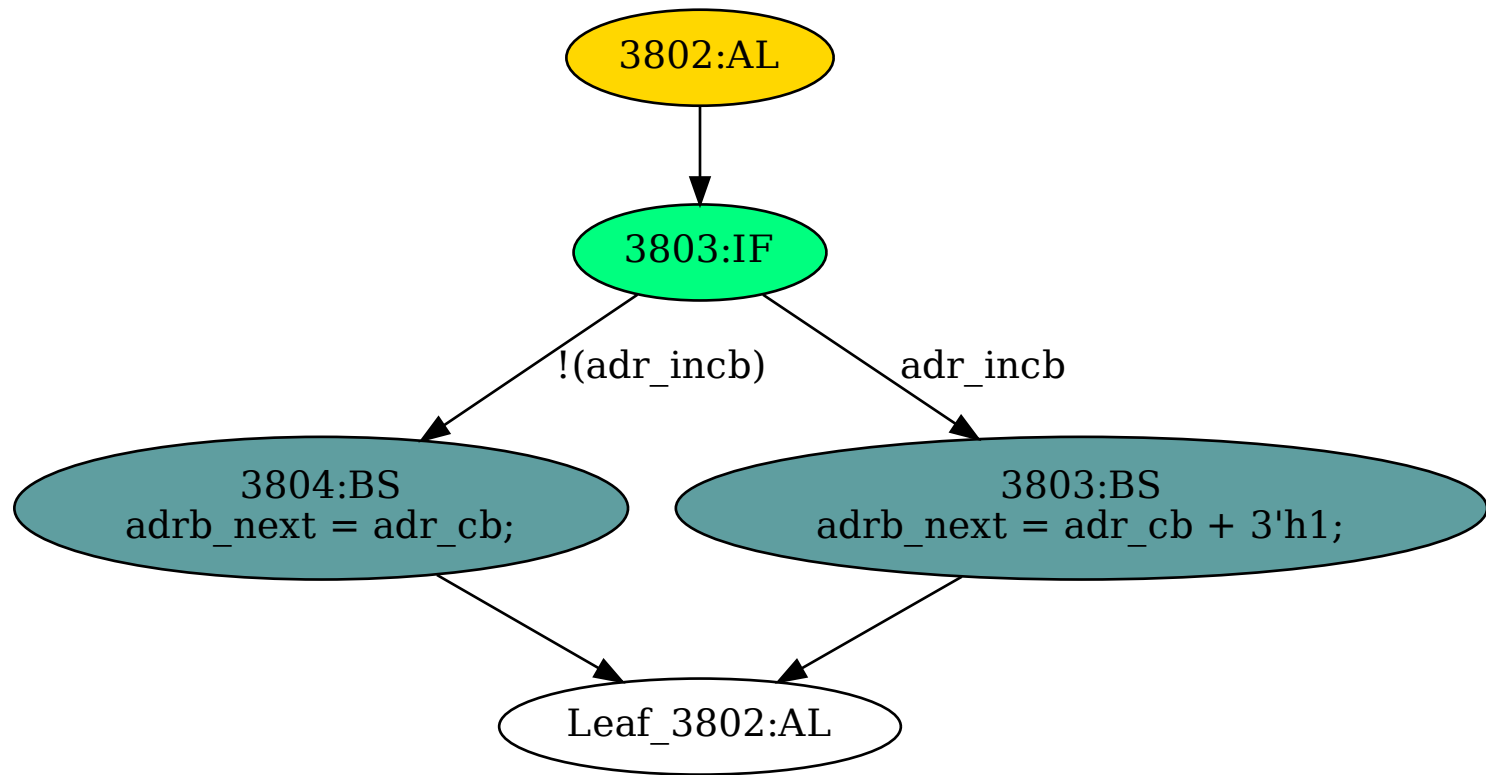 3802:AL
3803:IF
!(adr_incb)
adr_incb
3804:BS
adrb_next = adr_cb;
3803:BS
adrb_next = adr_cb + 3'h1;
Leaf_3802:AL